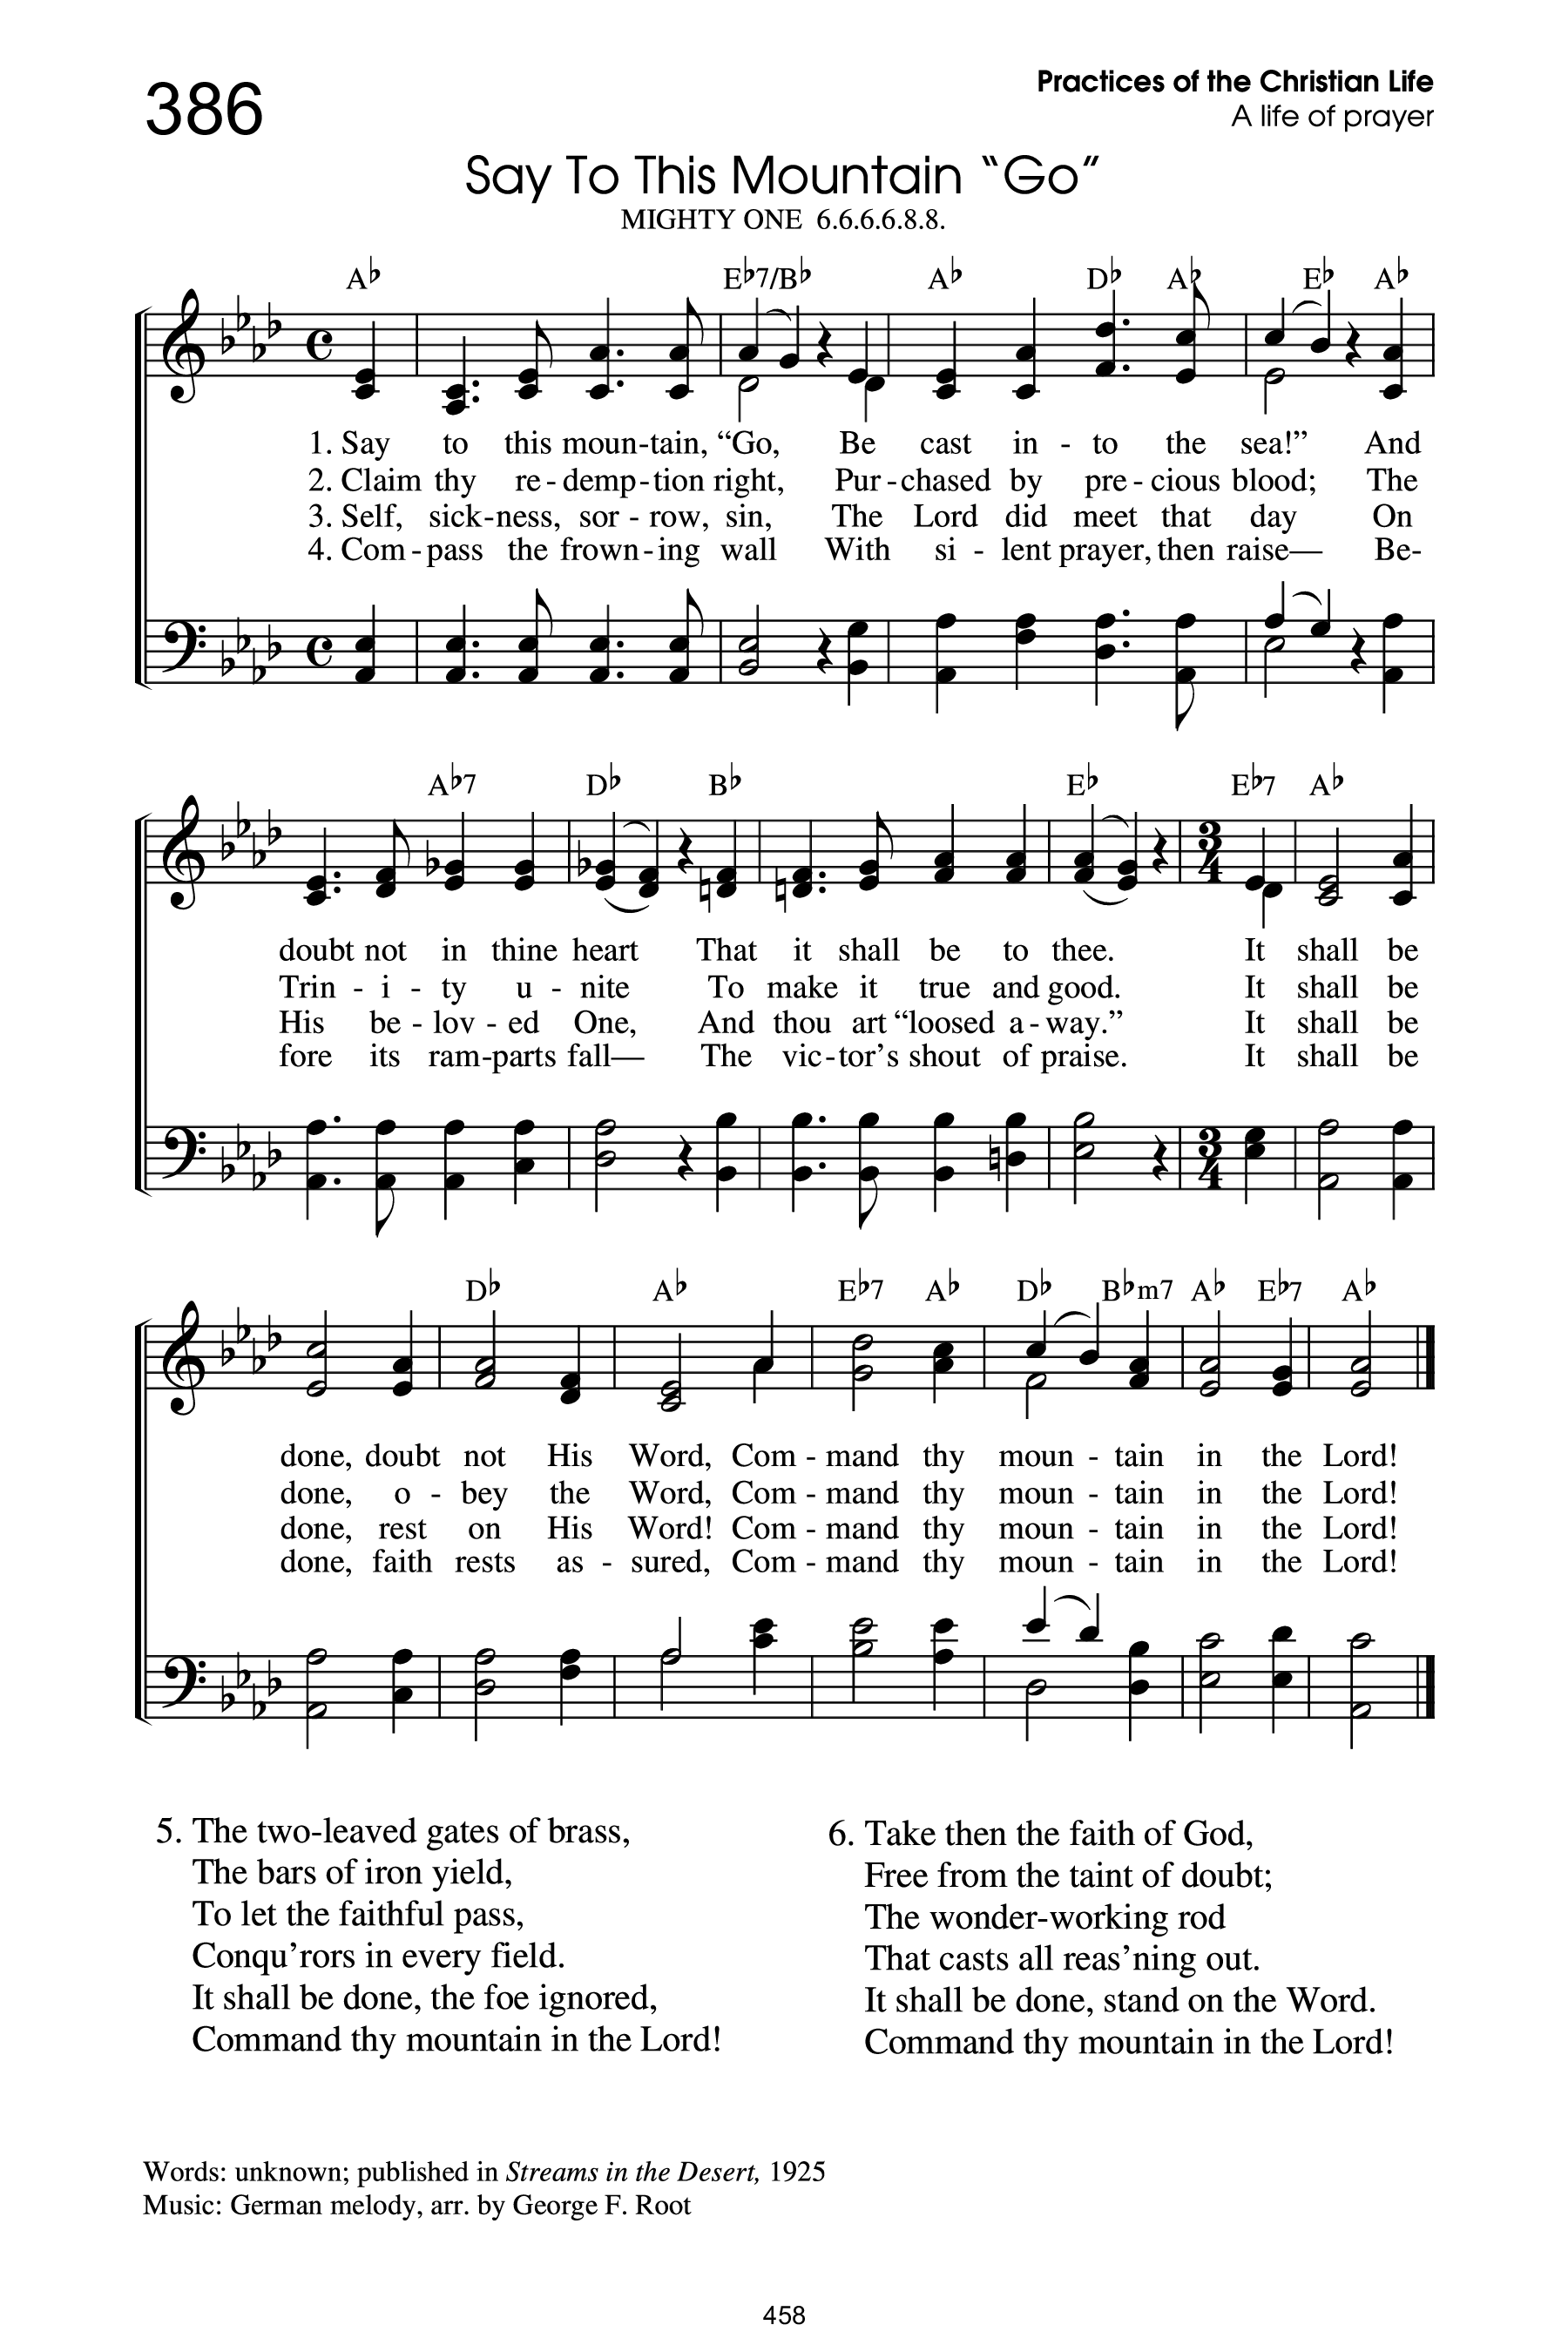 386
Practices of the Christian Life
A life of prayer
Say To This Mountain “Go”
MIGHTY ONE 6.6.6.6.8.8.
A♭ E♭7/B♭ A♭ D♭ A♭ E♭ A♭
1. Say to this moun-tain, “Go, Be cast in - to the sea!” And
2. Claim thy re - demp - tion right, Pur - chased by pre - cious blood; The
3. Self, sick - ness, sor - row, sin, The Lord did meet that day On
4. Com - pass the frown - ing wall With si - lent prayer, then raise— Be-
A♭7 D♭ B♭ E♭ E♭7 A♭
doubt not in thine heart That it shall be to thee. It shall be
Trin - i - ty u - nite To make it true and good. It shall be
His be - lov - ed One, And thou art “loosed a - way.” It shall be
fore its ram-parts fall— The vic - tor’s shout of praise. It shall be
D♭ A♭ E♭7 A♭ D♭ B♭m7 A♭ E♭7 A♭
done, doubt not His Word, Com - mand thy moun - tain in the Lord!
done, o - bey the Word, Com - mand thy moun - tain in the Lord!
done, rest on His Word! Com - mand thy moun - tain in the Lord!
done, faith rests as - sured, Com - mand thy moun - tain in the Lord!
5. The two-leaved gates of brass,
The bars of iron yield,
To let the faithful pass,
Conqu’rors in every field.
It shall be done, the foe ignored,
Command thy mountain in the Lord!
6. Take then the faith of God,
Free from the taint of doubt;
The wonder-working rod
That casts all reas’ning out.
It shall be done, stand on the Word.
Command thy mountain in the Lord!
Words: unknown; published in Streams in the Desert, 1925
Music: German melody, arr. by George F. Root
458